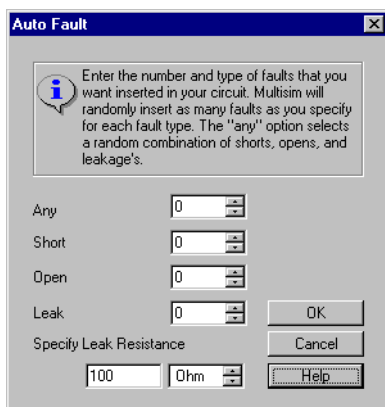 Auto Fault
Enter the number and type of faults that you
want inserted in your circuit. Multisim will
randomly insert as many faults as you specify
for each fault type. The "any" option selects
a random combination of shorts, opens, and
leakage's.
Any 0
Short 0
Open 0
Leak 0 OK
Specify Leak Resistance Cancel
100 Ohm Help